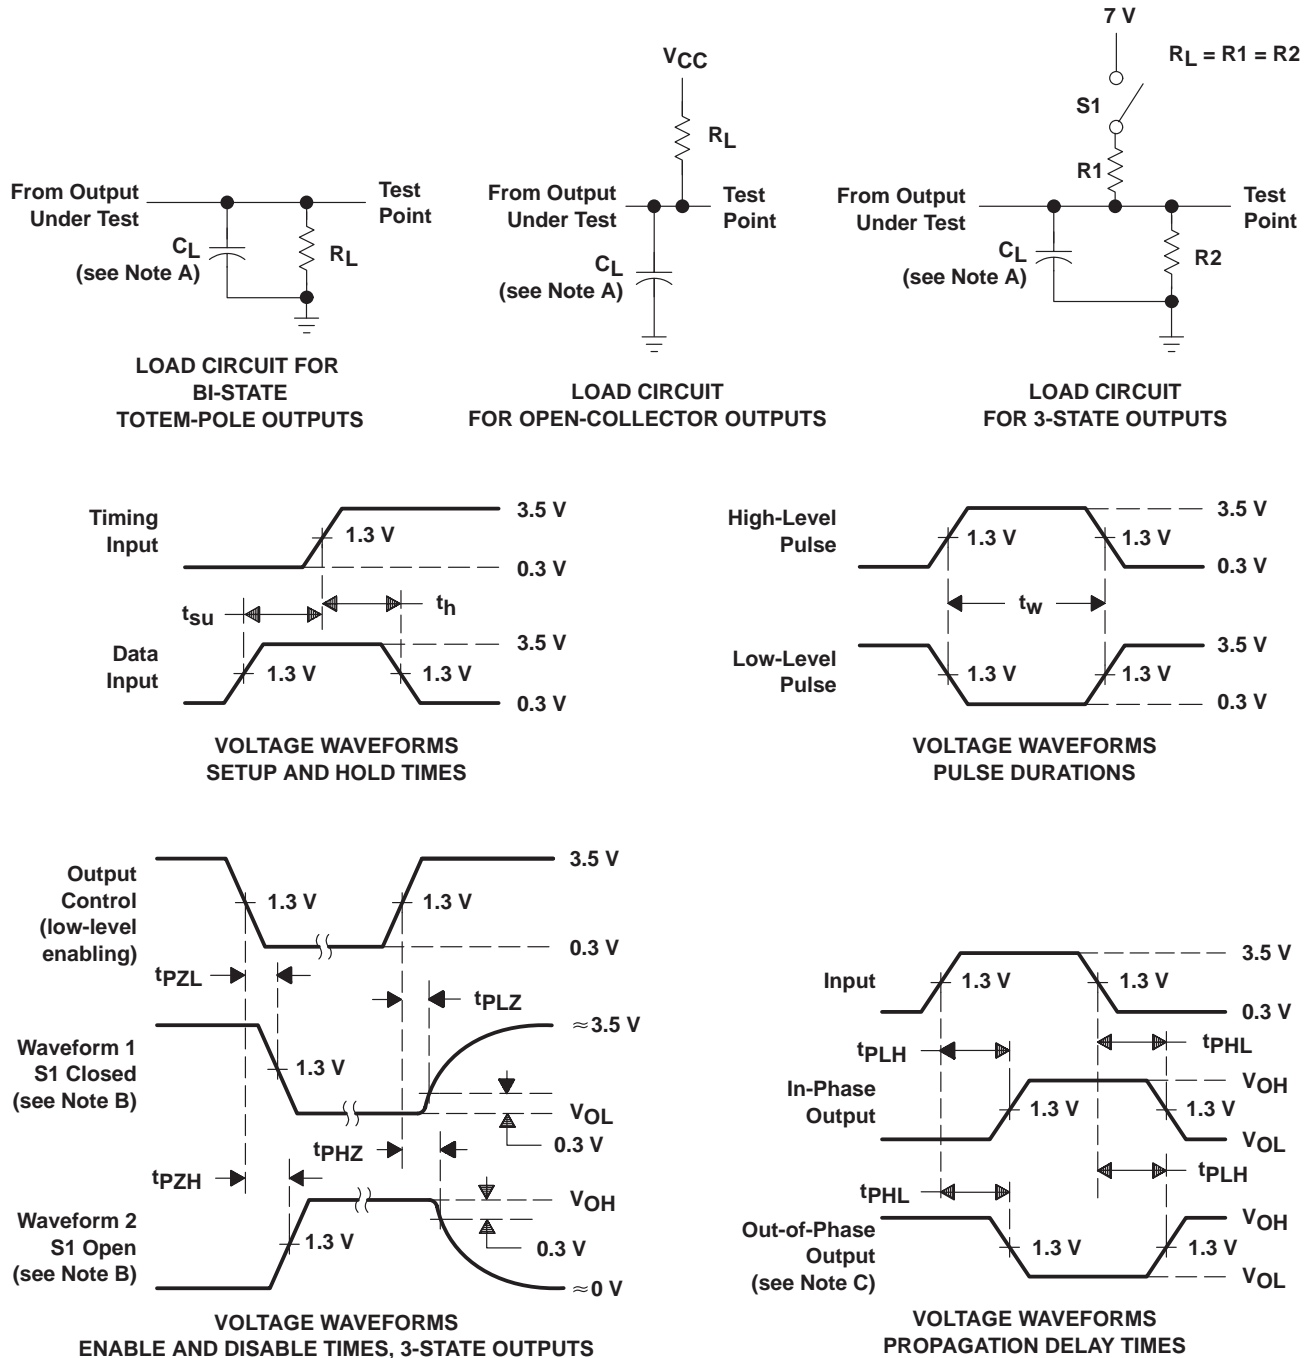 7 V
RL = R1 = R2
S1
R1
From Output
Under Test
Test
Point
CL
(see Note A)
R2
LOAD CIRCUIT
FOR 3-STATE OUTPUTS
VCC
RL
From Output
Under Test
Test
Point
CL
(see Note A)
LOAD CIRCUIT
FOR OPEN-COLLECTOR OUTPUTS
From Output
Under Test
Test
Point
CL
(see Note A)
RL
LOAD CIRCUIT FOR
BI-STATE
TOTEM-POLE OUTPUTS
Timing
Input
1.3 V
3.5 V
0.3 V
tsu
th
Data
Input
1.3 V
1.3 V
3.5 V
0.3 V
VOLTAGE WAVEFORMS
SETUP AND HOLD TIMES
High-Level
Pulse
1.3 V
1.3 V
3.5 V
0.3 V
tw
Low-Level
Pulse
1.3 V
1.3 V
3.5 V
0.3 V
VOLTAGE WAVEFORMS
PULSE DURATIONS
Output
Control
(low-level
enabling)
1.3 V
1.3 V
3.5 V
0.3 V
tPZL
tPLZ
Waveform 1
S1 Closed
(see Note B)
1.3 V
≈3.5 V
VOL
0.3 V
tPHZ
tPZH
Waveform 2
S1 Open
(see Note B)
1.3 V
VOH
0.3 V
≈0 V
VOLTAGE WAVEFORMS
ENABLE AND DISABLE TIMES, 3-STATE OUTPUTS
Input
1.3 V
1.3 V
3.5 V
0.3 V
tPLH
tPHL
In-Phase
Output
1.3 V
1.3 V
VOH
VOL
tPHL
tPLH
Out-of-Phase
Output
(see Note C)
1.3 V
1.3 V
VOH
VOL
VOLTAGE WAVEFORMS
PROPAGATION DELAY TIMES